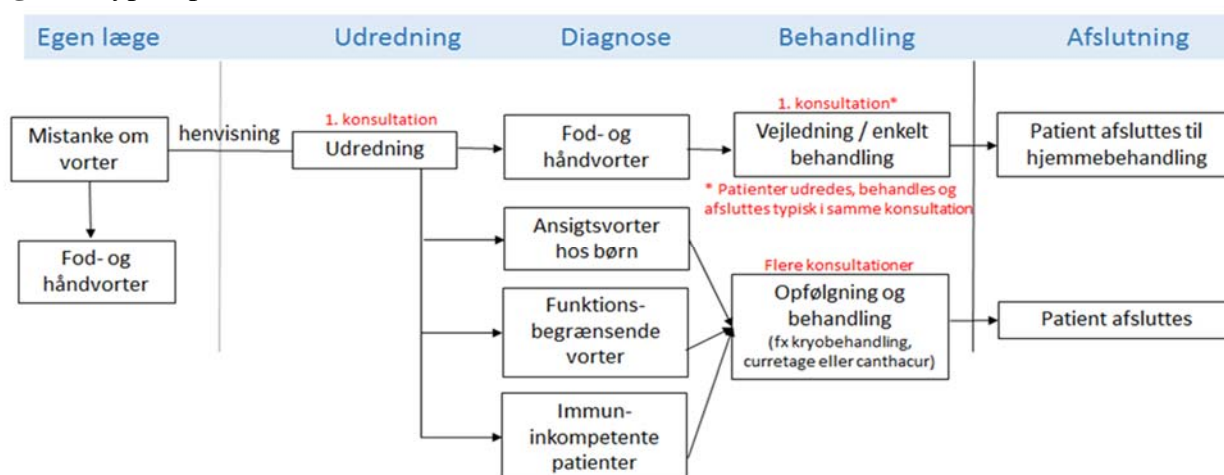 Egen læge
Udredning
Diagnose
Behandling
Afslutning
Mistanke om
vorter
henvisning
Fod- og
håndvorter
1. konsultation
Udredning
Fod- og
håndvorter
Ansigtsvorter
hos børn
Funktions-
begrænsende
vorter
Immun-
inkompetente
patienter
1. konsultation*
Vejledning / enkelt
behandling
* Patienter udredes, behandles og
afsluttes typisk i samme konsultation
Flere konsultationer
Opfølgning og
behandling
(fx kryobehandling,
curretage eller canthacur)
Patient afsluttes til
hjemmebehandling
Patient afsluttes